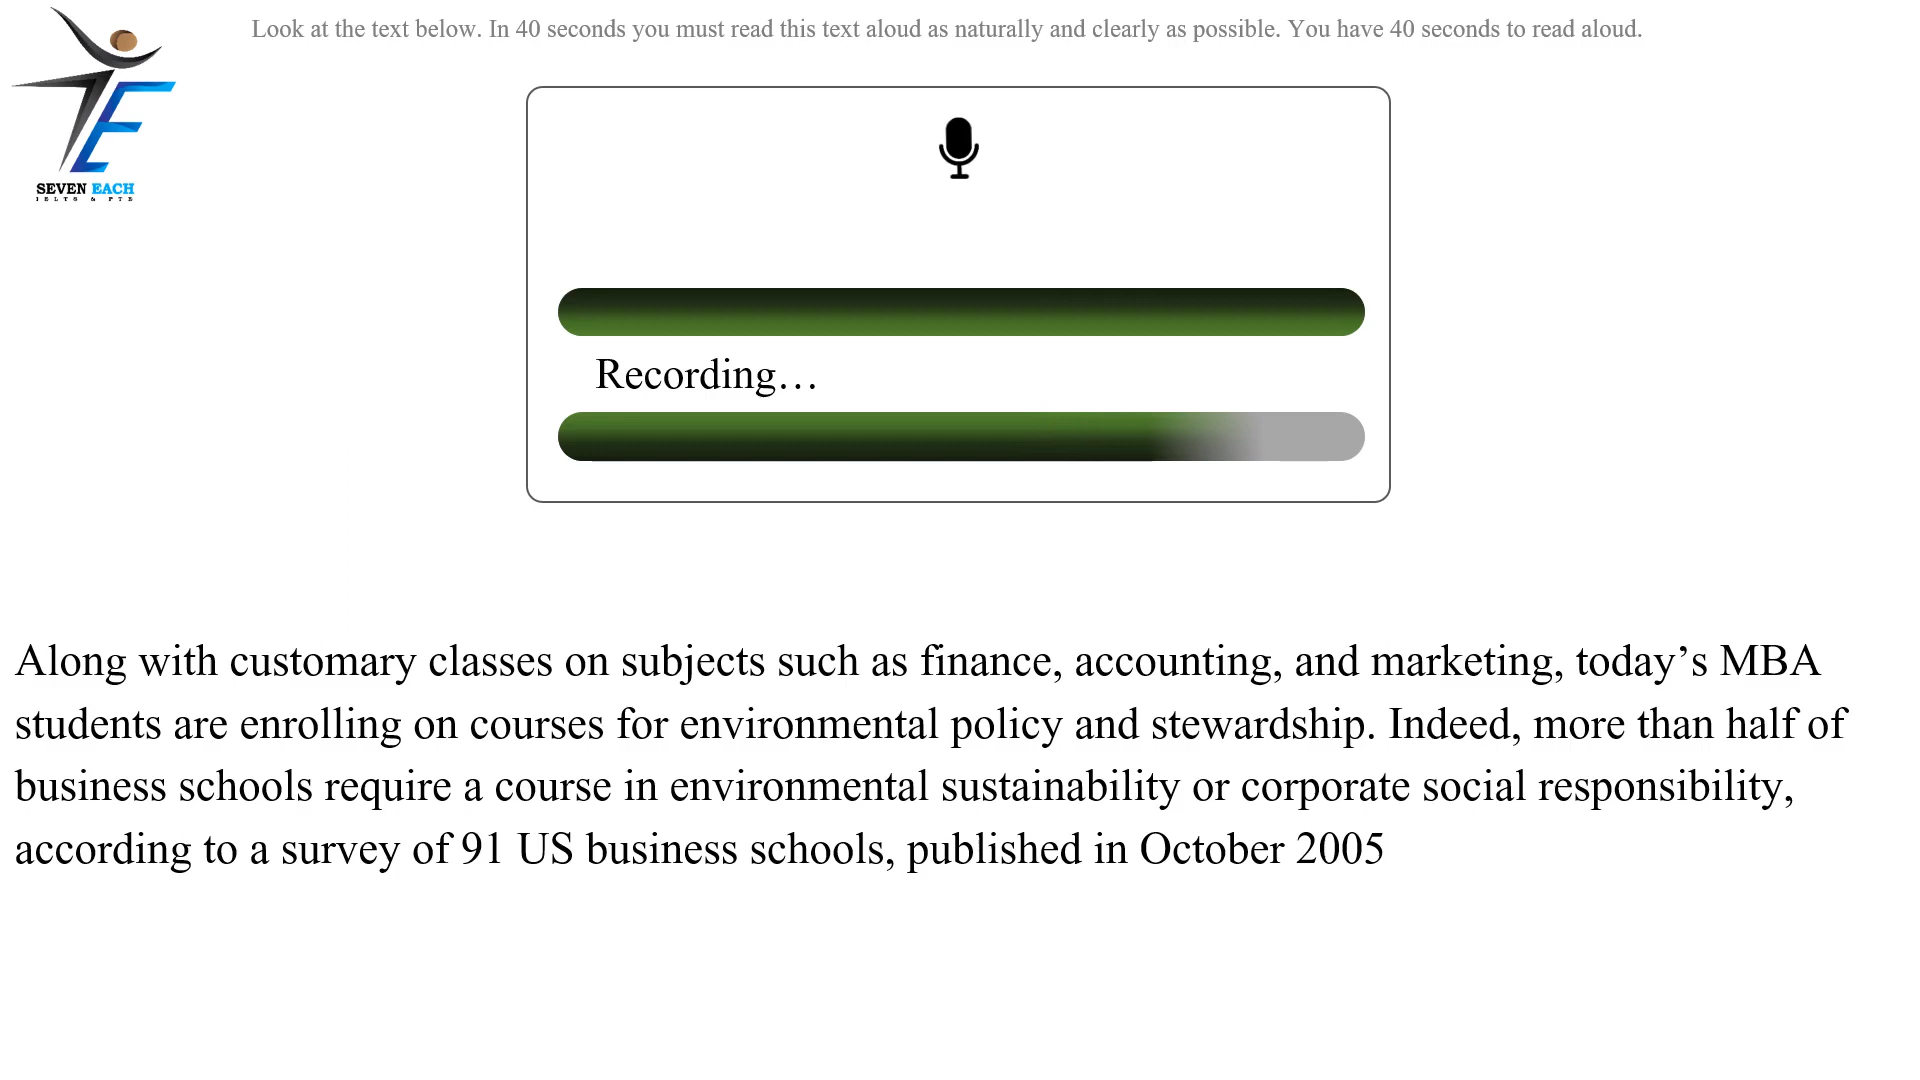 Look at the text below. In 40 seconds you must read this text aloud as naturally and clearly as possible. You have 40 seconds to read aloud.
SEVEN EACH
IELTS & PTE
Recording…
Along with customary classes on subjects such as finance, accounting, and marketing, today’s MBA
students are enrolling on courses for environmental policy and stewardship. Indeed, more than half of
business schools require a course in environmental sustainability or corporate social responsibility,
according to a survey of 91 US business schools, published in October 2005